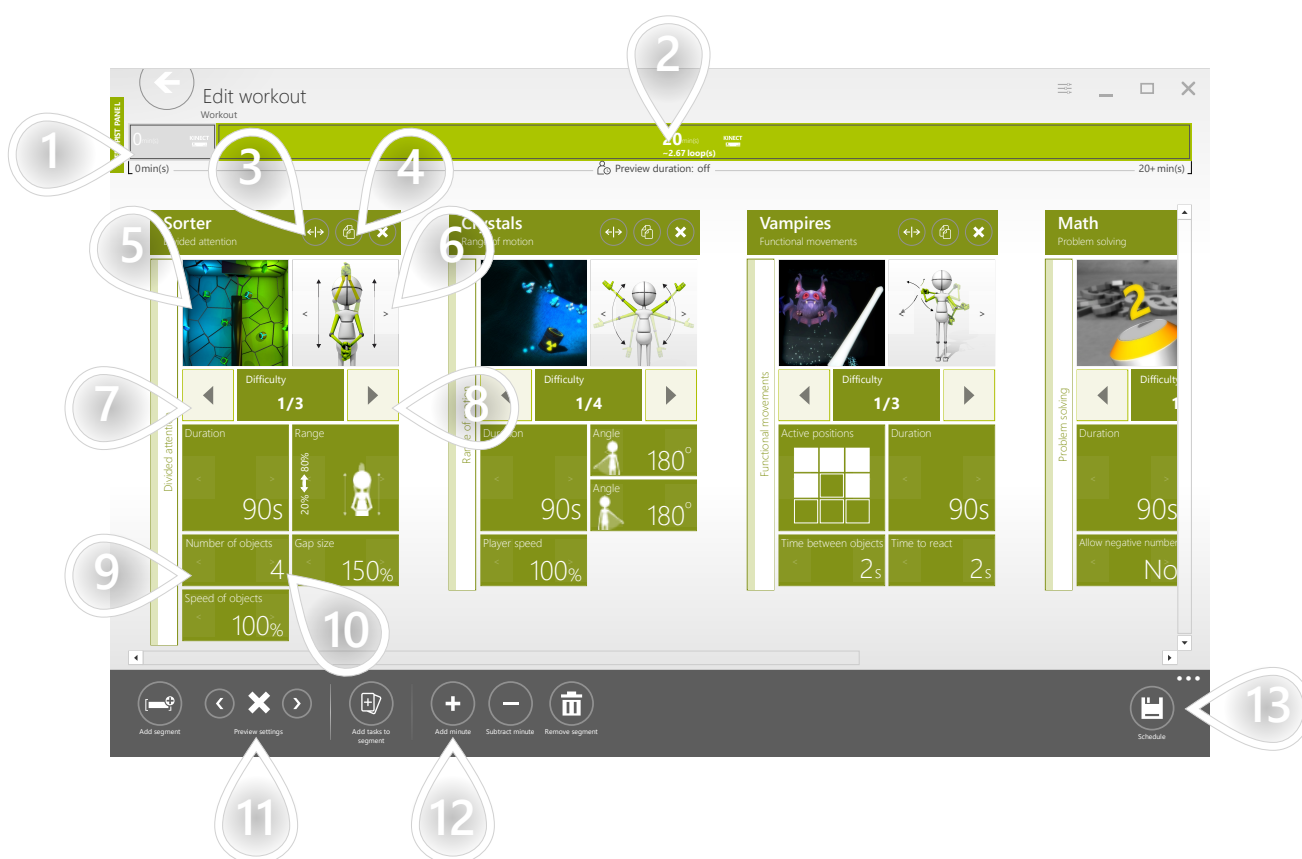 2
Edit workout
Workout
1
0min(s)
KINECT
20min(s)
~2.67 loop(s)
KINECT
0min(s)
Preview duration: off
20+ min(s)
3
4
5
6
Sorter
Divided attention
Crystals
Range of motion
Vampires
Functional movements
Math
Problem solving
Divided attention
Difficulty
1/3
Duration
90s
Range
20% 80%
Number of objects
4
Gap size
150%
Speed of objects
100%
7
8
9
10
Range of motion
Difficulty
1/4
Duration
90s
Angle
180°
Angle
180°
Player speed
100%
Functional movements
Difficulty
1/3
Active positions
Duration
90s
Time between objects
2s
Time to react
2s
Problem solving
2
Difficulty
1
Duration
90s
Allow negative number
No
Add segment
Preview settings
Add tasks to
segment
Add minute
Subtract minute
Remove segment
Schedule
11
12
13